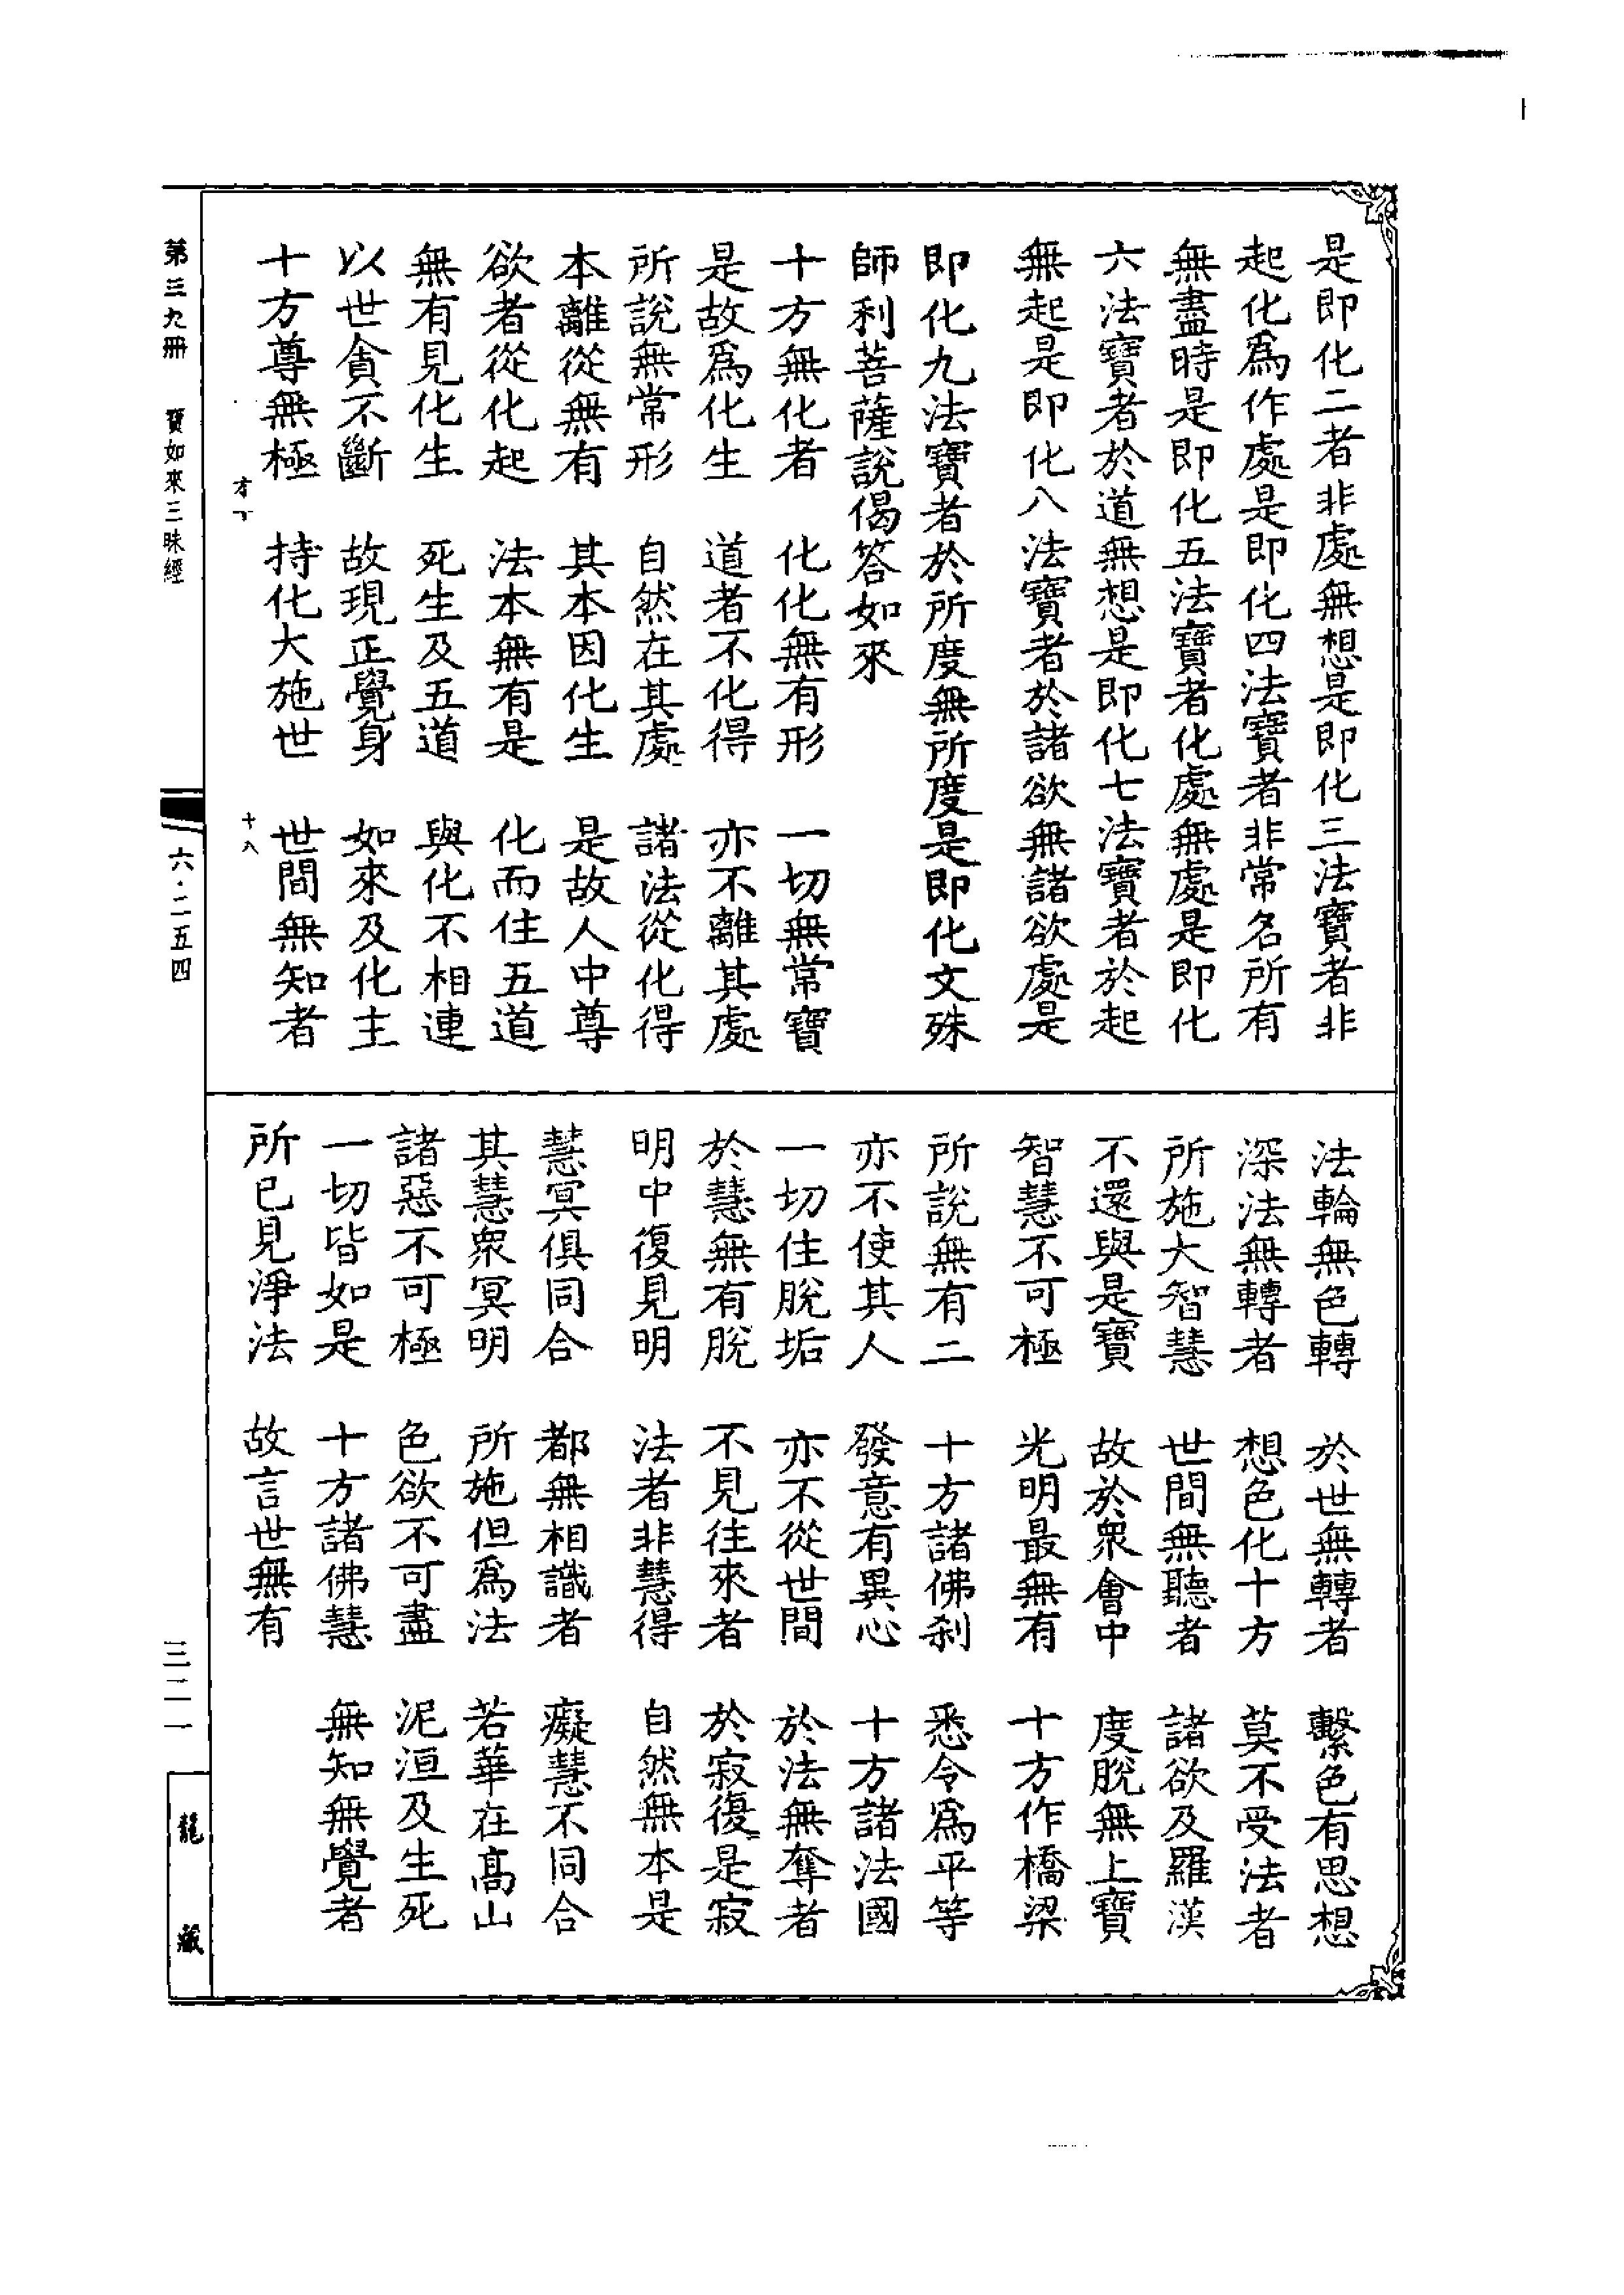 是即化二者非處無想是即化三法寶者非
起化爲作處是即化四法寶者非常名所有
無盡時是即化五法寶者化處無處是即化
六法寶者於道無想是即化七法寶者於起
無起是即化八法寶者於諸欲無諸欲處是
即化九法寶者於所度無所度是即化文殊
師利菩薩說偈答如來
十方無化者 化化無有形 一切無常寶
是故爲化生 道者不化得 亦不離其處
所說無常形 自然在其處 諸法從化得
本離從無有 其本因化生 是故人中尊
欲者從化起 法本無有是 化而住五道
無有見化生 死生及五道 與化不相連
以世貪不斷 故現正覺身 如來及化主
十方尊無極 持化大施世 世間無知者
十八
法輪無色轉 於世無轉者 繫色有思想
深法無轉者 想色化十方 莫不受法者
所施大智慧 世間無聽者 諸欲及羅漢
不還與是寶 故於衆會中 度脫無上寶
智慧不可極 光明最無有 十方作橋梁
所說無有二 十方諸佛刹 悉令爲平等
亦不使其人 發意有異心 十方諸法國
一切住脫垢 亦不從世間 於法無奪者
於慧無有脫 不見往來者 於寂復是寂
明中復見明 法者非慧得 自然無本是
慧冥俱同合 都無相識者 癡慧不同合
其慧衆冥明 所施但爲法 若華在高山
諸惡不可極 色欲不可盡 泥洹及生死
一切皆如是 十方諸佛慧 無知無覺者
所已見淨法 故言世無有
第三九冊 寶如來三昧經
六·二五四
三二一
龍藏